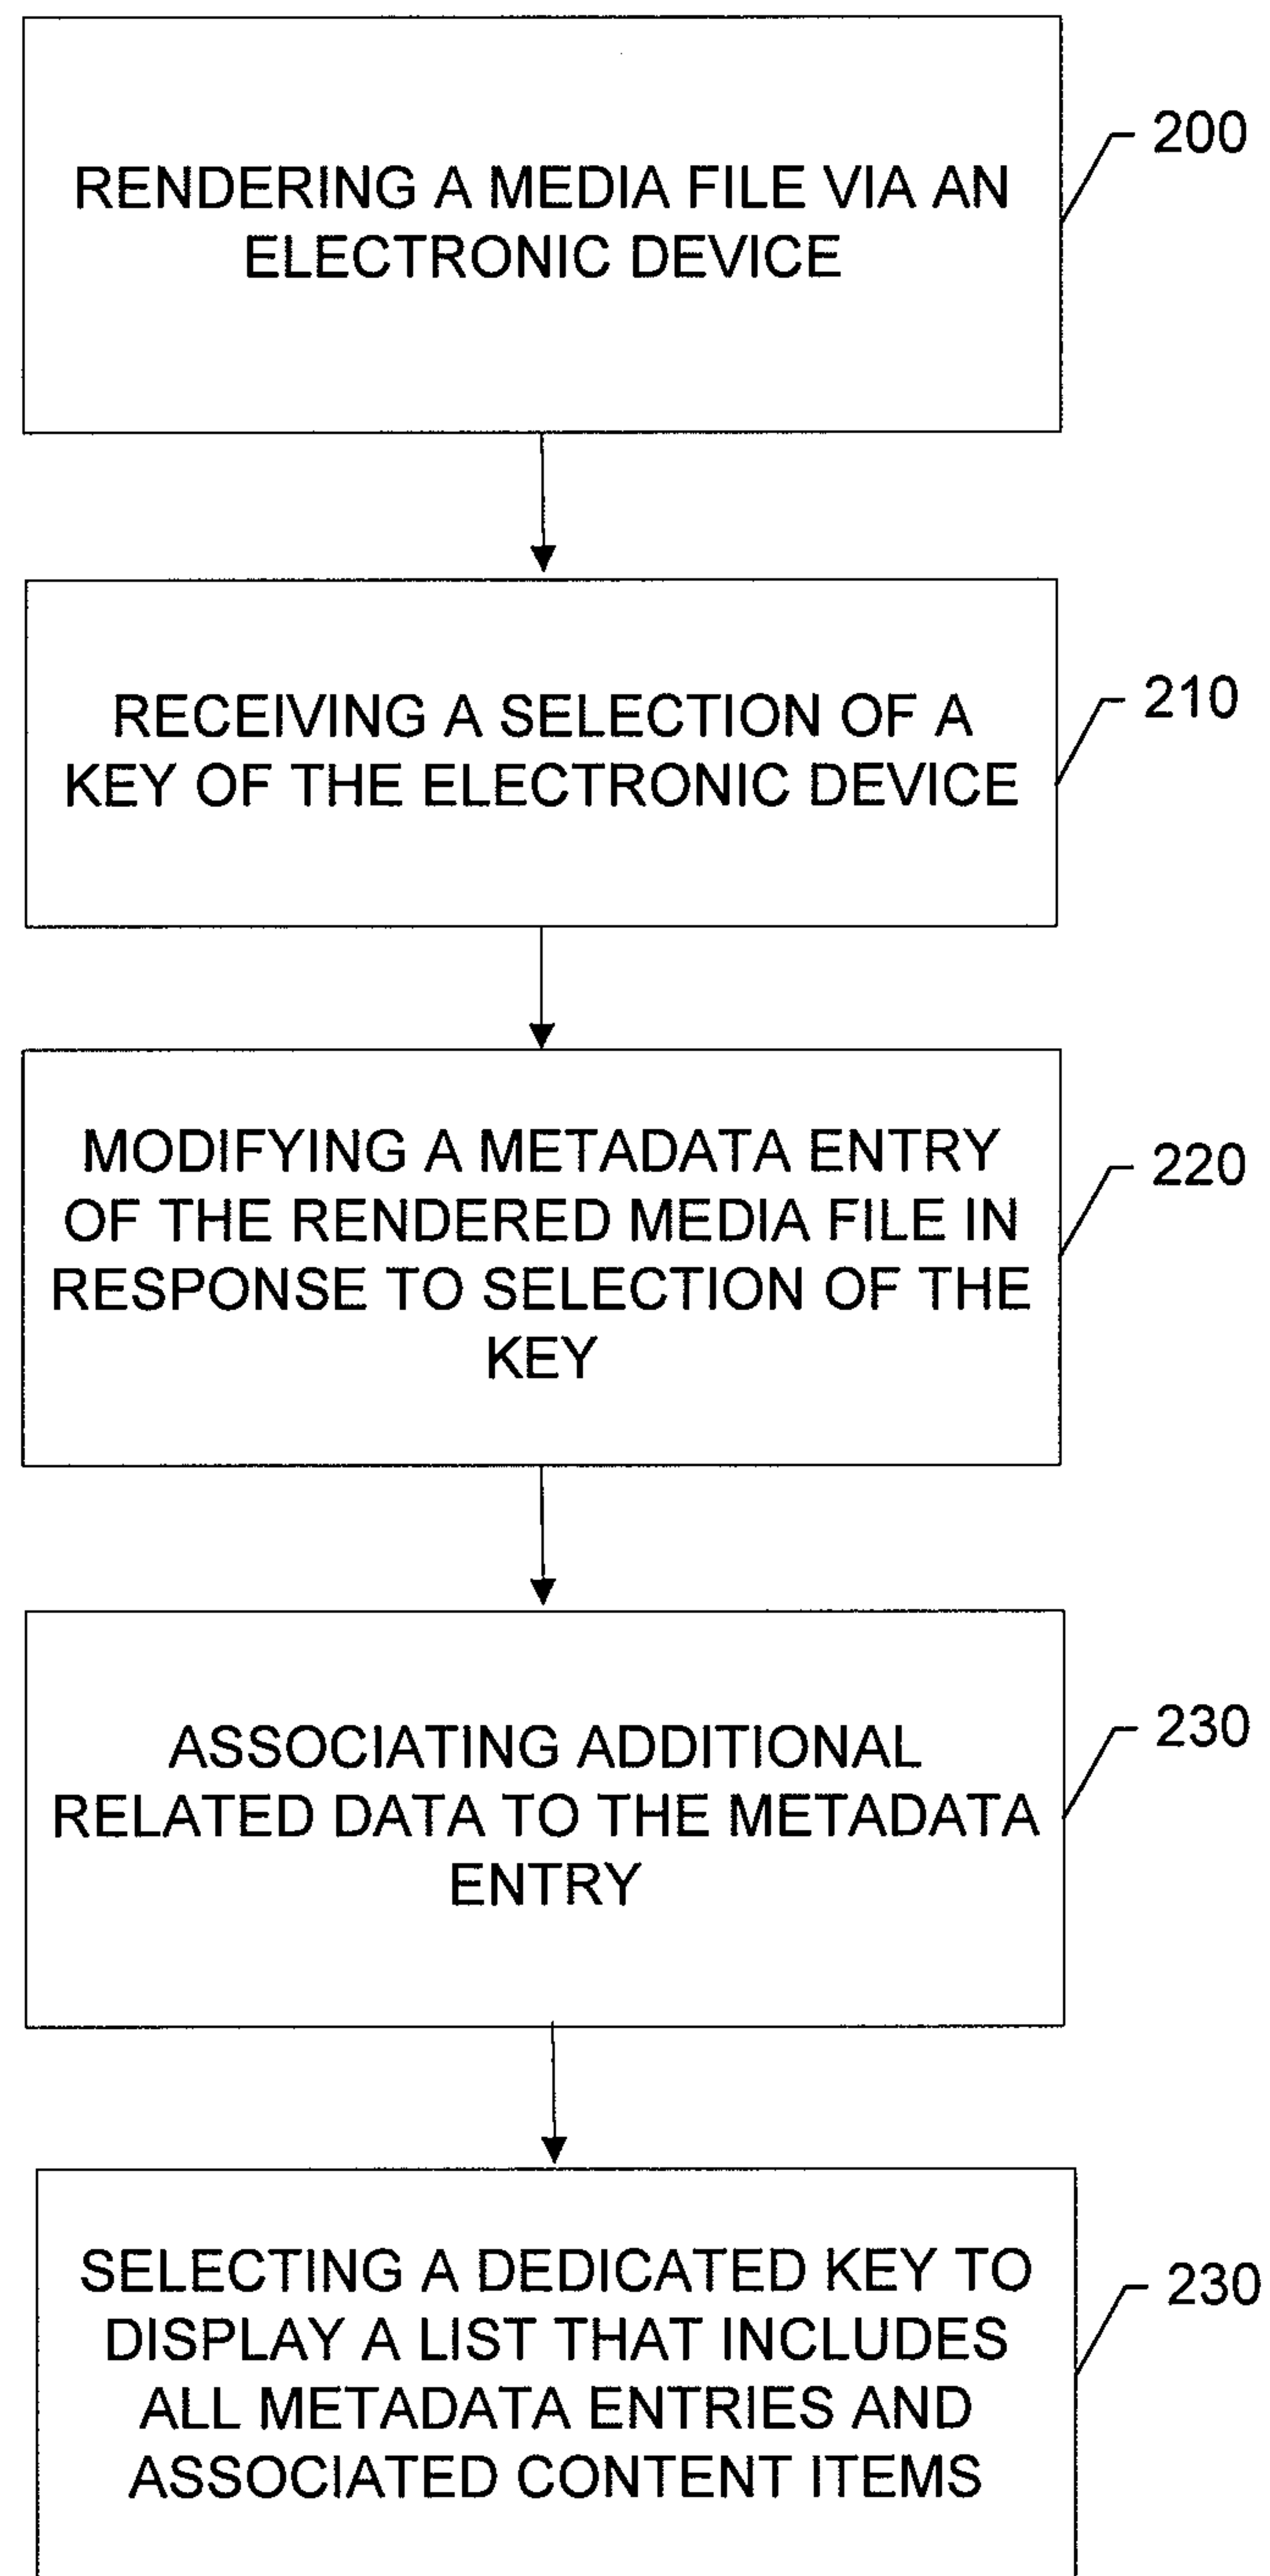 RENDERING A MEDIA FILE VIA AN
ELECTRONIC DEVICE
200
RECEIVING A SELECTION OF A
KEY OF THE ELECTRONIC DEVICE
210
MODIFYING A METADATA ENTRY
OF THE RENDERED MEDIA FILE IN
RESPONSE TO SELECTION OF THE
KEY
220
ASSOCIATING ADDITIONAL
RELATED DATA TO THE METADATA
ENTRY
230
SELECTING A DEDICATED KEY TO
DISPLAY A LIST THAT INCLUDES
ALL METADATA ENTRIES AND
ASSOCIATED CONTENT ITEMS
230